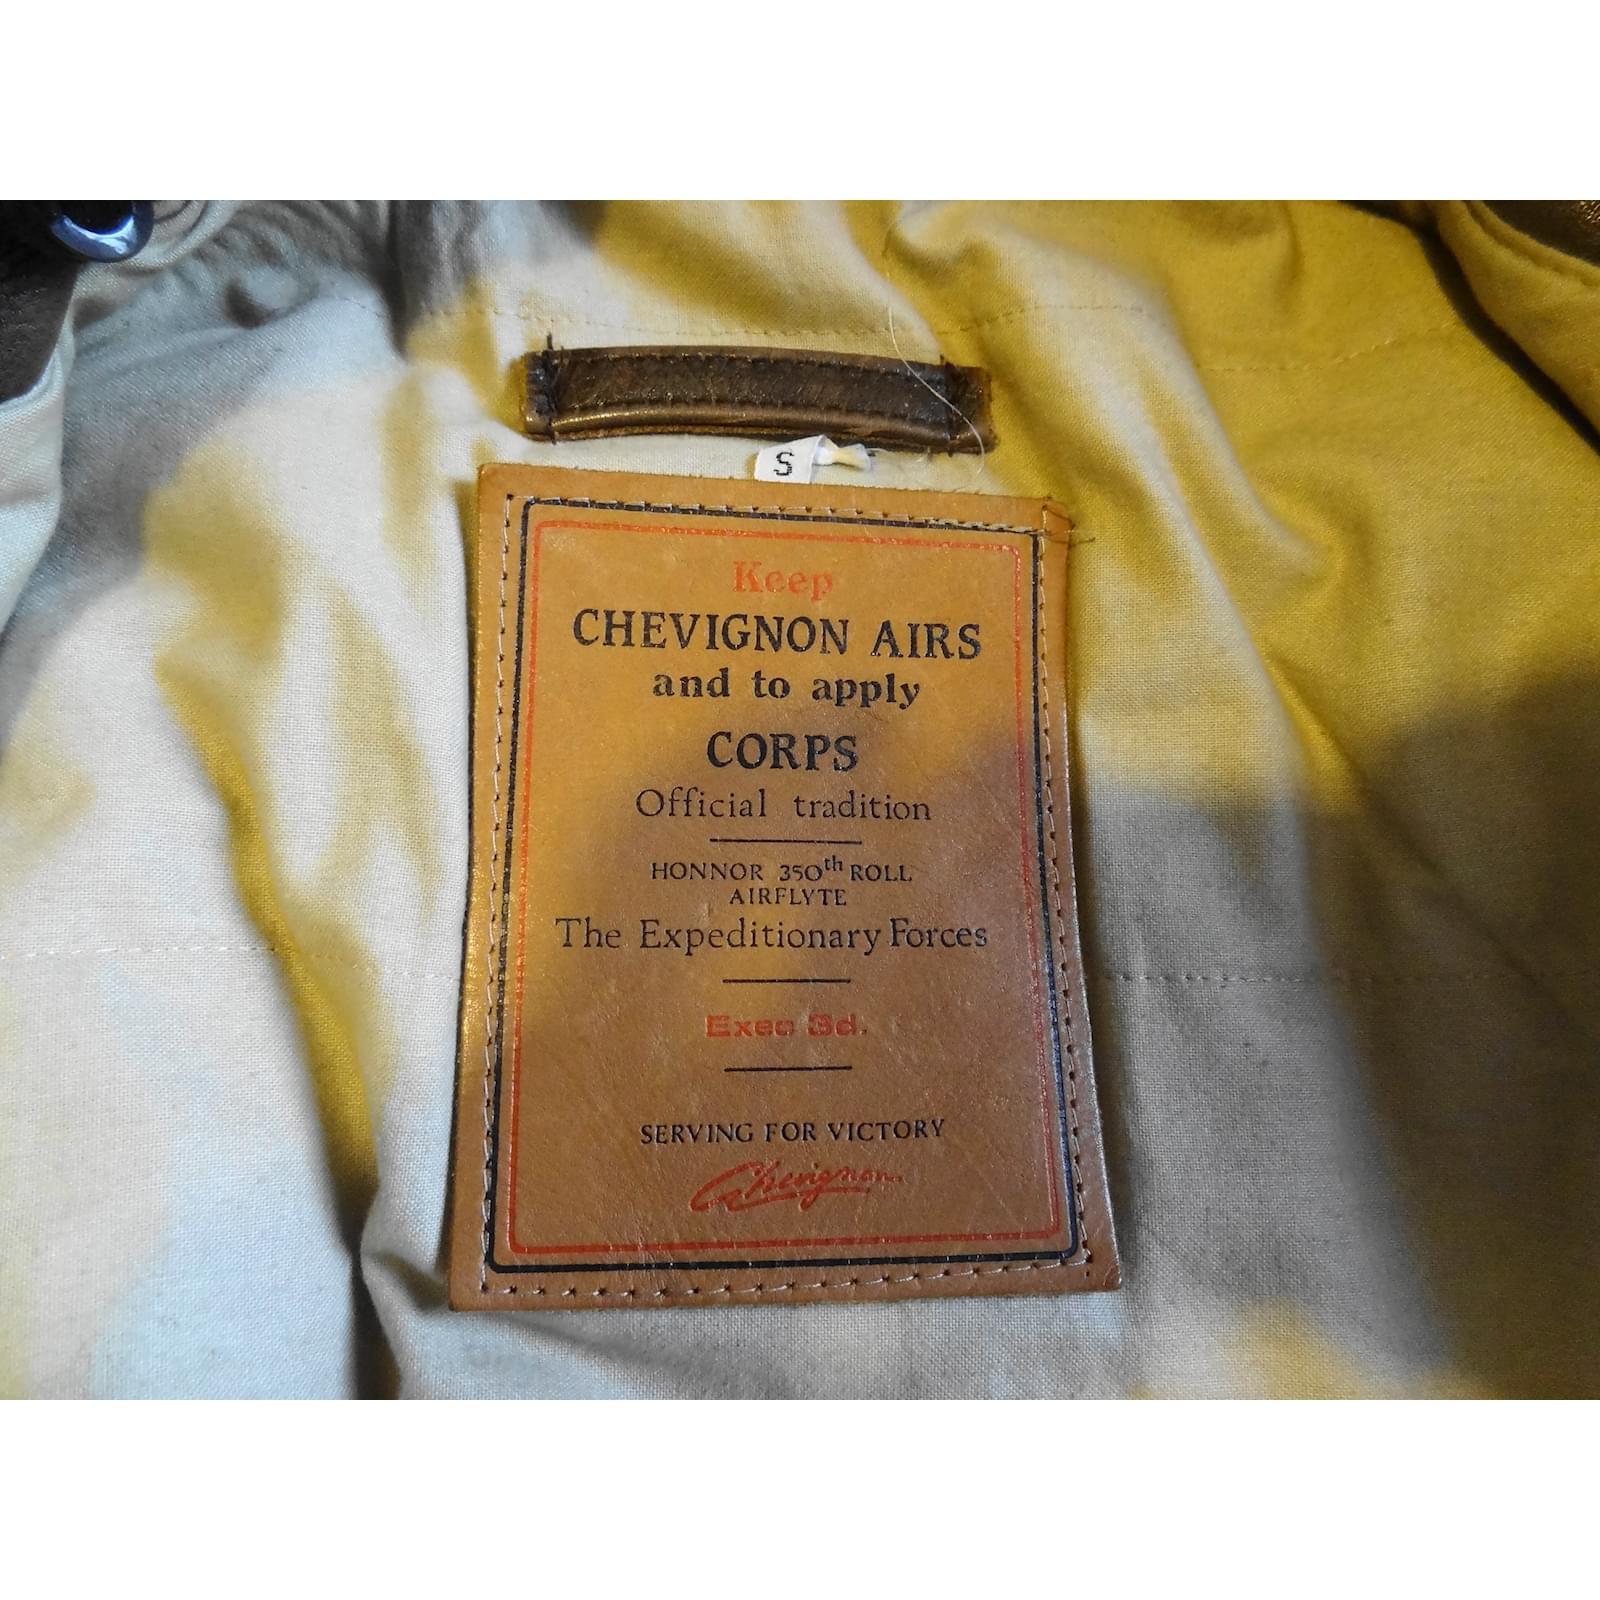 S
Keep
CHEVIGNON AIRS
and to apply
CORPS
Official tradition
HONNOR 350th ROLL
AIRFLYTE
The Expeditionary Forces
Exec 3d.
SERVING FOR VICTORY
Chevignon